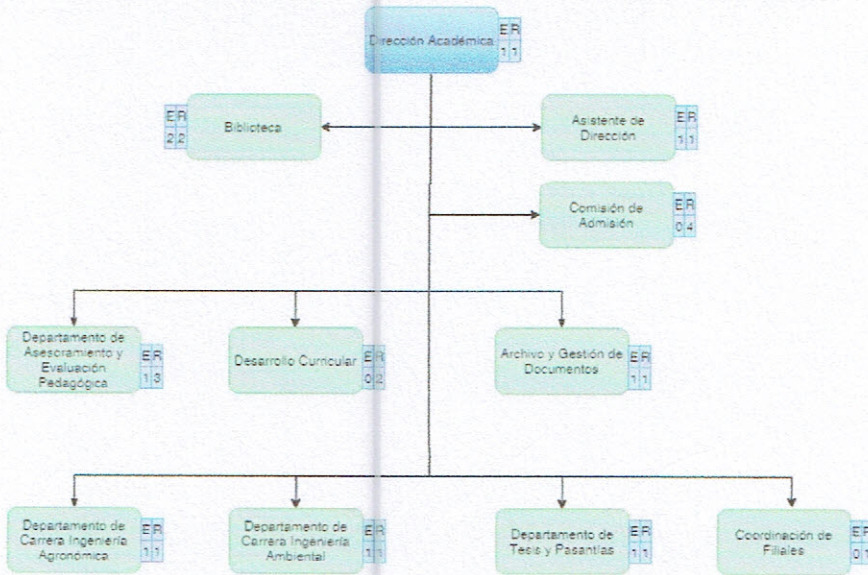 Dirección Académica
E R
1 1
E R
2 2
Biblioteca
Asistente de
Dirección
E R
1 1
Comisión de
Admisión
E R
0 4
Departamento de
Asesoramiento y
Evaluación
Pedagógica
E R
1 3
Desarrollo Curricular
E R
0 2
Archivo y Gestión de
Documentos
E R
1 1
Departamento de
Carrera Ingeniería
Agronómica
E R
1 1
Departamento de
Carrera Ingeniería
Ambiental
E R
1 1
Departamento de
Tesis y Pasantías
E R
1 1
Coordinación de
Filiales
E R
0 1